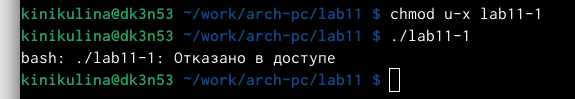 kinikulina@dk3n53 ~/work/arch-pc/lab11 $ chmod u-x lab11-1
kinikulina@dk3n53 ~/work/arch-pc/lab11 $ ./lab11-1
bash: ./lab11-1: Отказано в доступе
kinikulina@dk3n53 ~/work/arch-pc/lab11 $